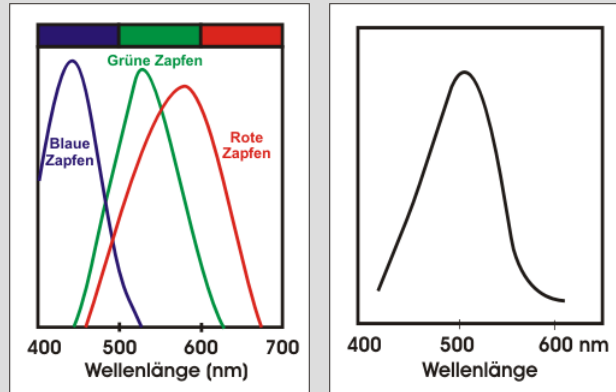 Grüne Zapfen
Blaue
Zapfen
Rote
Zapfen
400 500 600 700
Wellenlänge (nm)
400 500 600 nm
Wellenlänge